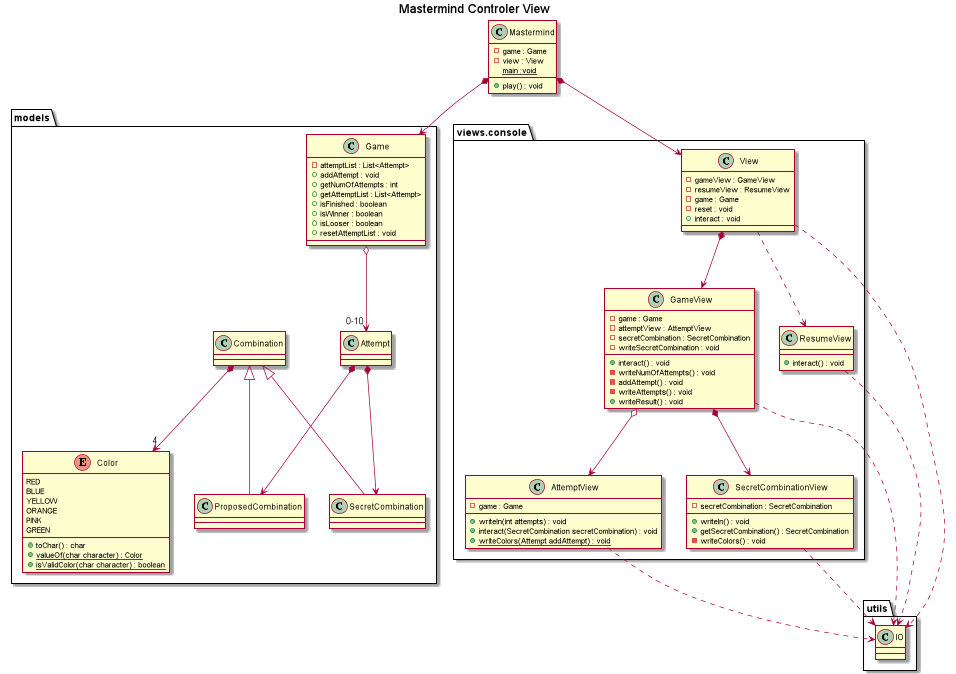 Mastermind Controler View
C Mastermind
game : Game
view : View
main :void
play() : void
models
C Game
attemptList : List<Attempt>
addAttempt : void
getNumOfAttempts : int
getAttemptList : List<Attempt>
isFinished : boolean
isWinner : boolean
isLooser : boolean
resetAttemptList : void
0-10
C Combination
C Attempt
4
E Color
RED
BLUE
YELLOW
ORANGE
PINK
GREEN
toChar() : char
valueOf(char character) : Color
isValidColor(char character) : boolean
C ProposedCombination
C SecretCombination
views.console
C View
gameView : GameView
resumeView : ResumeView
game : Game
reset : void
interact : void
C GameView
game : Game
attemptView : AttemptView
secretCombination : SecretCombination
writeSecretCombination : void
interact() : void
writeNumOfAttempts() : void
addAttempt() : void
writeAttempts() : void
writeResult() : void
C ResumeView
interact() : void
C AttemptView
game : Game
writeln(int attempts) : void
interact(SecretCombination secretCombination) : void
writeColors(Attempt addAttempt) : void
C SecretCombinationView
secretCombination : SecretCombination
writeln() : void
getSecretCombination() : SecretCombination
writeColors() : void
utils
C IO